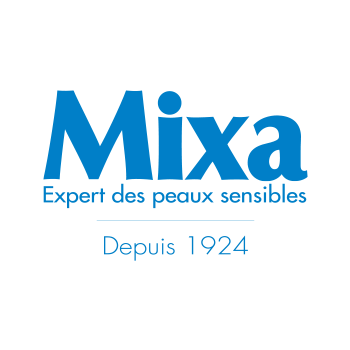 Mixa
Expert des peaux sensibles
Depuis 1924